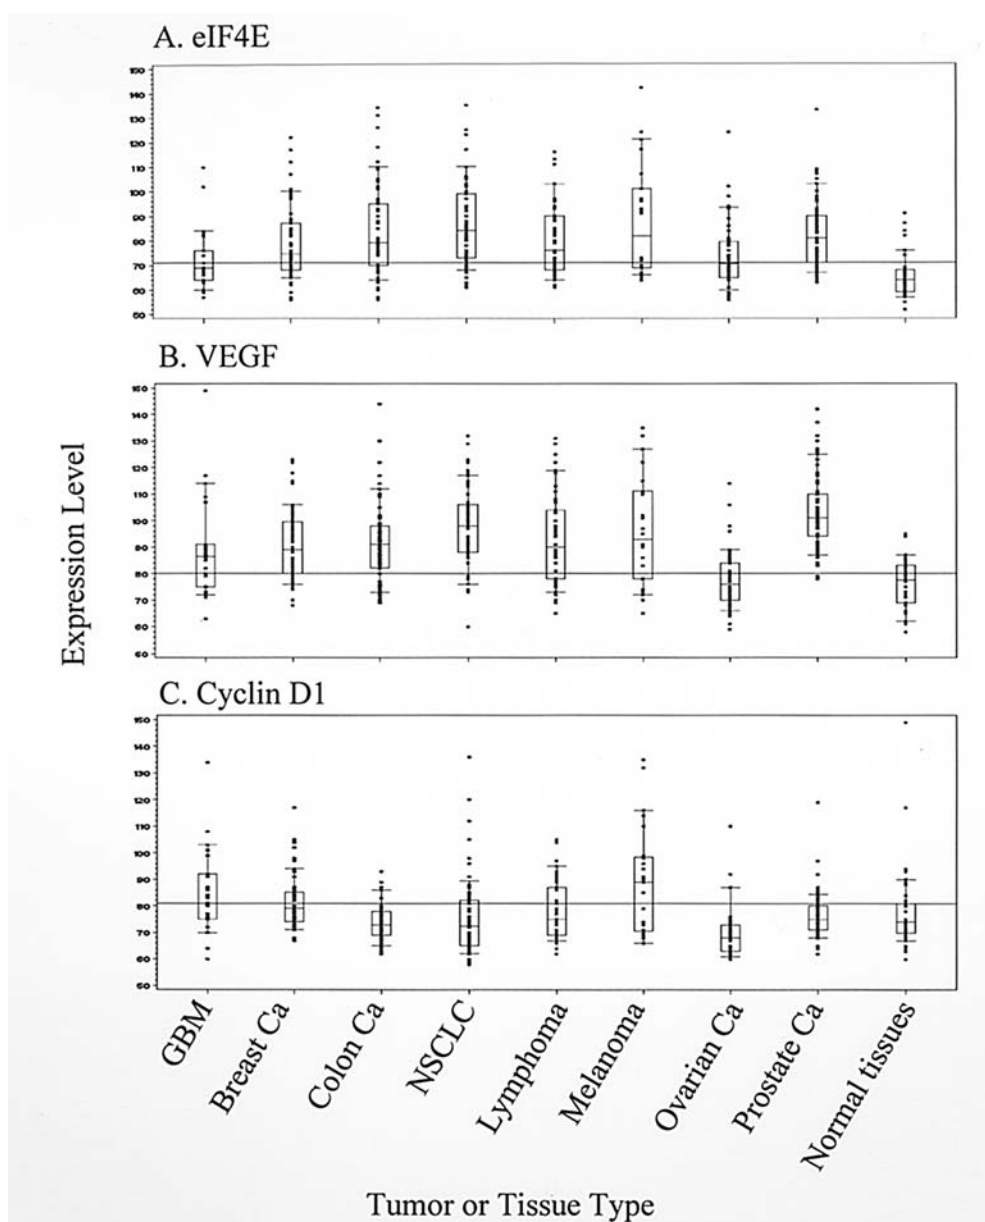 A. eIF4E
150
140
130
120
110
100
90
80
70
60
50
B. VEGF
150
140
130
120
110
100
90
80
70
60
50
Expression Level
C. Cyclin D1
150
140
130
120
110
100
90
80
70
60
50
GBM
Breast Ca
Colon Ca
NSCLC
Lymphoma
Melanoma
Ovarian Ca
Prostate Ca
Normal tissues
Tumor or Tissue Type